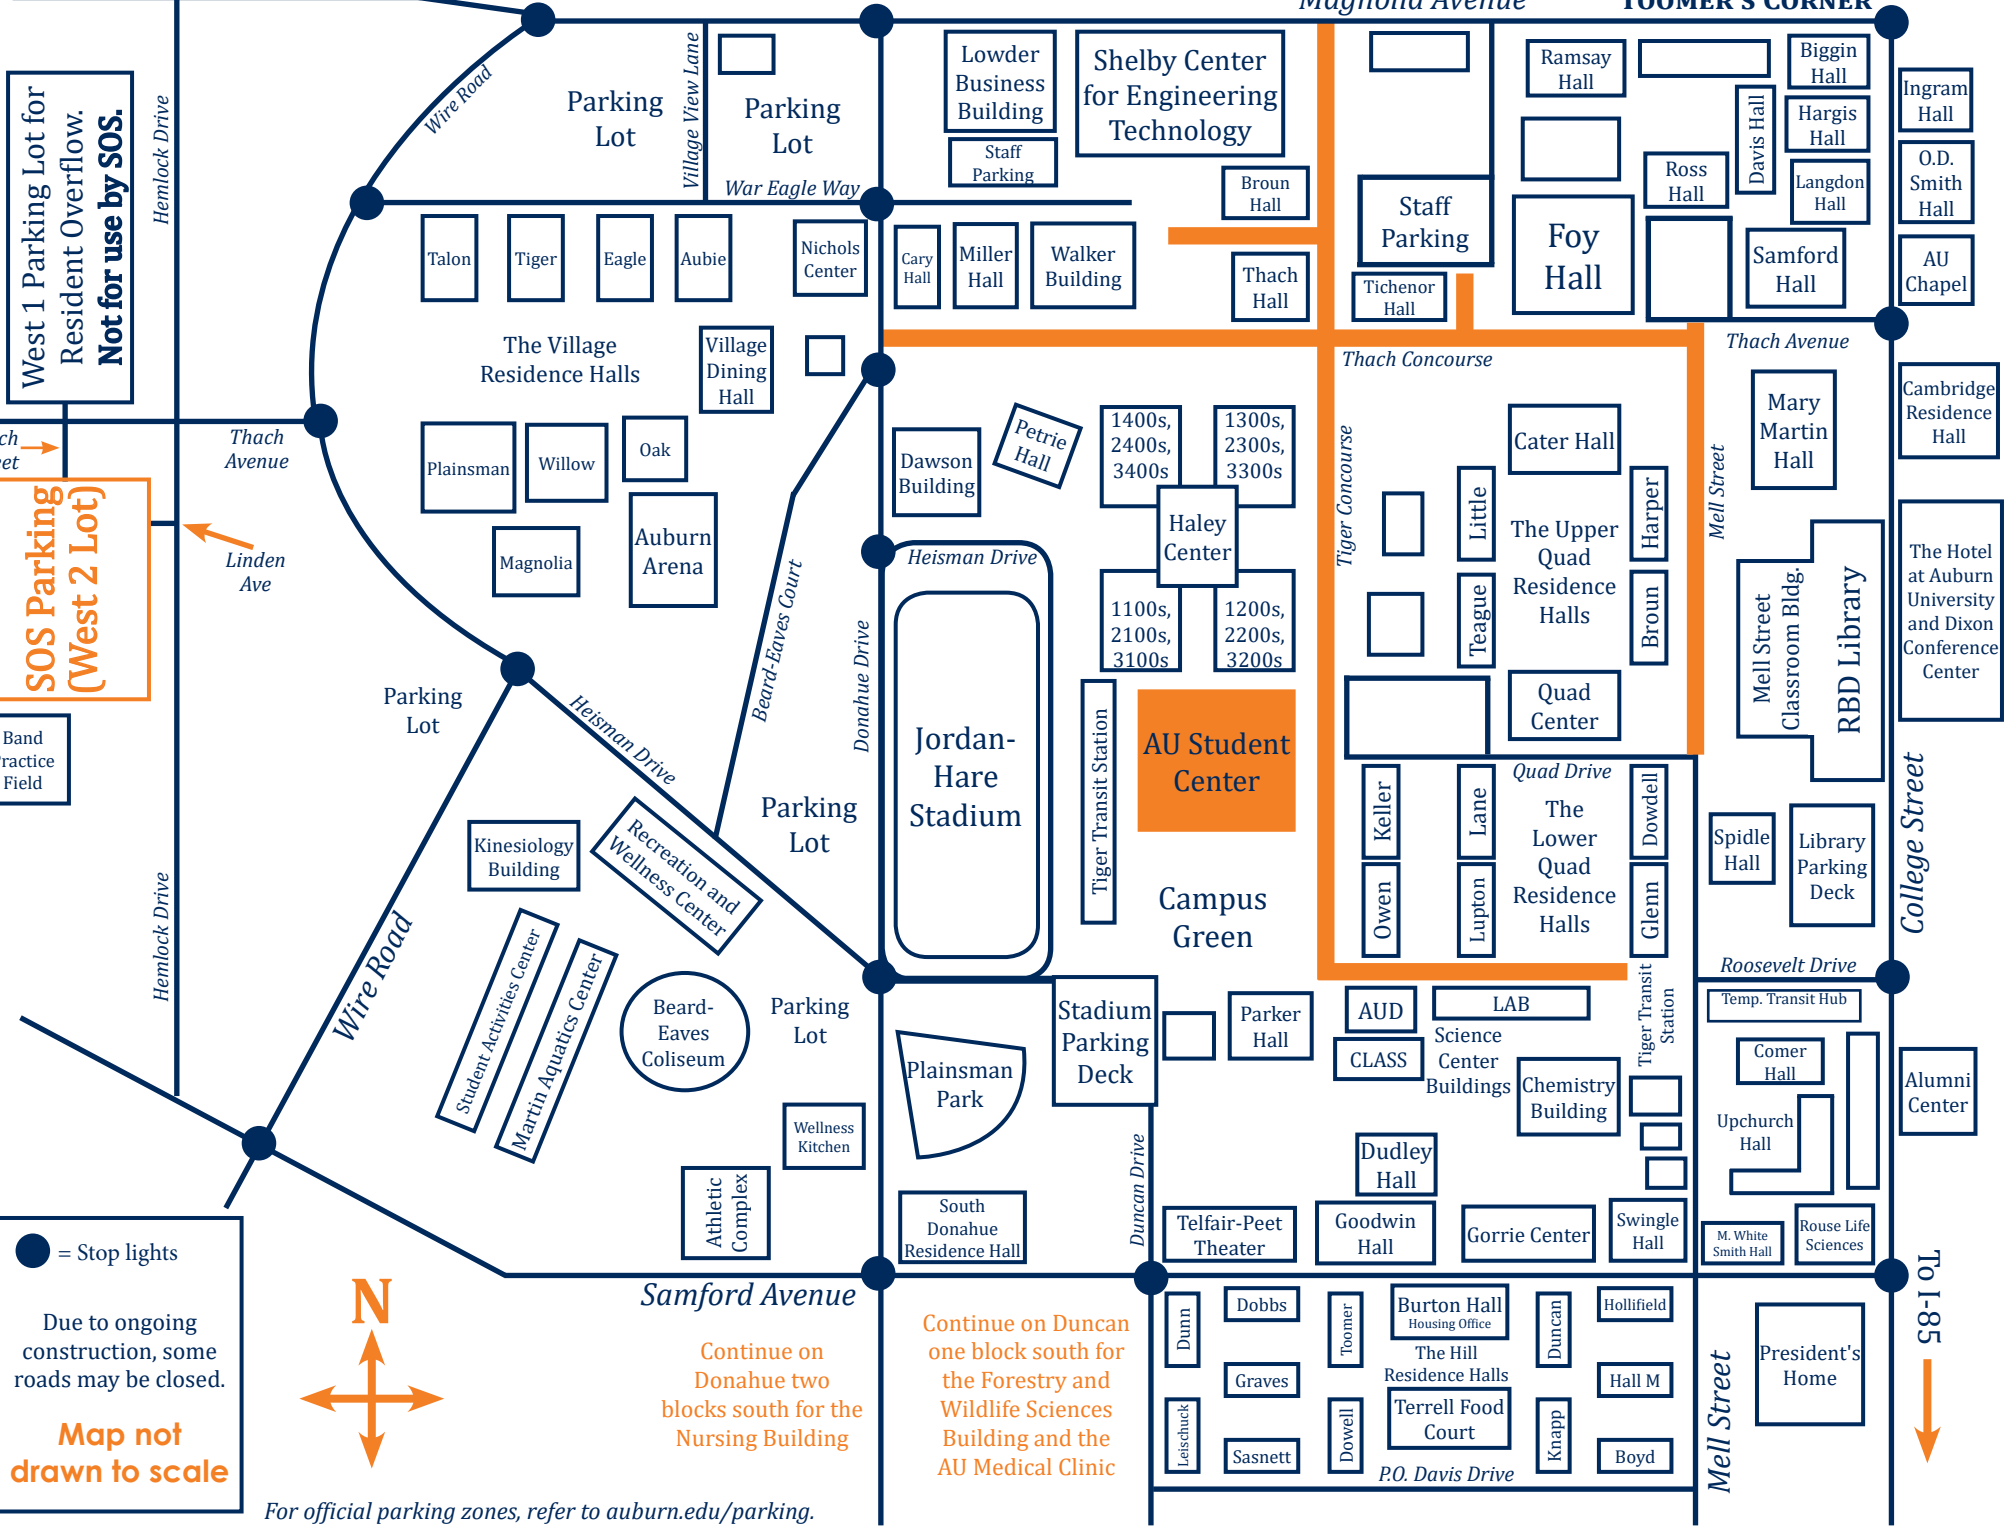 Magnolia Avenue
TOOMER'S CORNER
West 1 Parking Lot for
Resident Overflow.
Not for use by SOS.
Hemlock Drive
Wire Road
Parking
Lot
Village View Lane
Parking
Lot
War Eagle Way
Lowder
Business
Building
Staff
Parking
Shelby Center
for Engineering
Technology
Broun
Hall
Staff
Parking
Ramsay
Hall
Foy
Hall
Ross
Hall
Davis Hall
Biggin
Hall
Hargis
Hall
Langdon
Hall
Samford
Hall
Ingram
Hall
O.D.
Smith
Hall
AU
Chapel
Talon
Tiger
Eagle
Aubie
Nichols
Center
Cary
Hall
Miller
Hall
Walker
Building
Thach
Hall
Tichenor
Hall
Thach Concourse
Thach Avenue
The Village
Residence Halls
Village
Dining
Hall
Thach
Avenue
Plainsman
Willow
Oak
Magnolia
Auburn
Arena
SOS Parking
(West 2 Lot)
Linden
Ave
Band
Field
Parking
Lot
Heisman Drive
Beard-Eaves Court
Donahue Drive
Dawson
Building
Petrie
Hall
Heisman Drive
1400s,
2400s,
3400s
1300s,
2300s,
3300s
Haley
Center
1100s,
2100s,
3100s
1200s,
2200s,
3200s
Tiger Concourse
Cater Hall
Little
Harper
The Upper
Quad
Residence
Halls
Teague
Broun
Quad
Center
Mell Street
Mary
Martin
Hall
Cambridge
Residence
Hall
Mell Street
Classroom Bldg.
RBD Library
The Hotel
at Auburn
University
and Dixon
Conference
Center
Jordan-
Hare
Stadium
Tiger Transit Station
AU Student
Center
Campus
Green
Quad Drive
Keller
Lane
Dowdell
The
Lower
Quad
Residence
Halls
Owen
Lupton
Glenn
Spidle
Hall
Library
Parking
Deck
College Street
Parking
Lot
Kinesiology
Building
Recreation and
Wellness Center
Hemlock Drive
Wire Road
Student Activities Center
Martin Aquatics Center
Beard-
Eaves
Coliseum
Parking
Lot
Wellness
Kitchen
Athletic
Complex
Plainsman
Park
Stadium
Parking
Deck
South
Donahue
Residence Hall
Duncan Drive
Parker
Hall
AUD
LAB
CLASS
Science
Center
Buildings
Chemistry
Building
Tiger Transit
Station
Roosevelt Drive
Temp. Transit Hub
Comer
Hall
Upchurch
Hall
Alumni
Center
Dudley
Hall
Telfair-Peet
Theater
Goodwin
Hall
Gorrie Center
Swingle
Hall
M. White
Smith Hall
Rouse Life
Sciences
To I-85
Samford Avenue
= Stop lights
Due to ongoing
construction, some
roads may be closed.
Map not
drawn to scale
N
Continue on
Donahue two
blocks south for the
Nursing Building
Continue on Duncan
one block south for
the Forestry and
Wildlife Sciences
Building and the
AU Medical Clinic
Dunn
Dobbs
Toomer
Burton Hall
Housing Office
Duncan
Hollifield
The Hill
Residence Halls
Graves
Hall M
Leischuck
Dowell
Terrell Food
Court
Knapp
Sasnett
Boyd
P.O. Davis Drive
Mell Street
President's
Home
For official parking zones, refer to auburn.edu/parking.